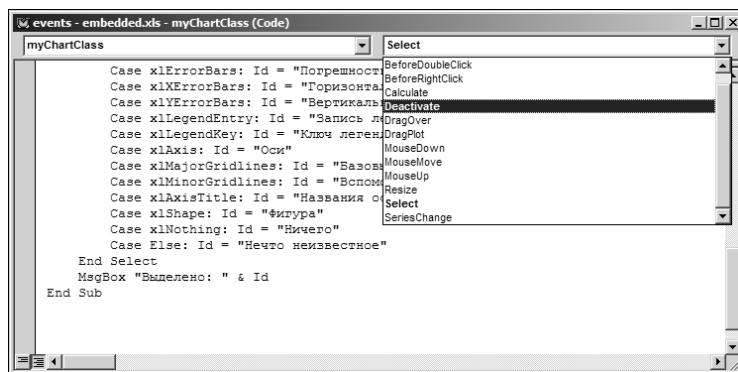 events - embedded.xls - myChartClass (Code)
myChartClass
Select
Case xlErrorBars: Id = "Погрешност
Case xlXErrorBars: Id = "Горизонтал
Case xlYErrorBars: Id = "Вертикаль
Case xlLegendEntry: Id = "Запись ле
Case xlLegendKey: Id = "Ключ леген
Case xlAxis: Id = "Оси"
Case xlMajorGridlines: Id = "Базов
Case xlMinorGridlines: Id = "Вспом
Case xlAxisTitle: Id = "Названия ос
Case xlShape: Id = "Фигура"
Case xlNothing: Id = "Ничего"
Case Else: Id = "Нечто неизвестное"
End Select
MsgBox "Выделено: " & Id
End Sub
BeforeDoubleClick
BeforeRightClick
Calculate
Deactivate
DragOver
DragPlot
MouseDown
MouseMove
MouseUp
Resize
Select
SeriesChange